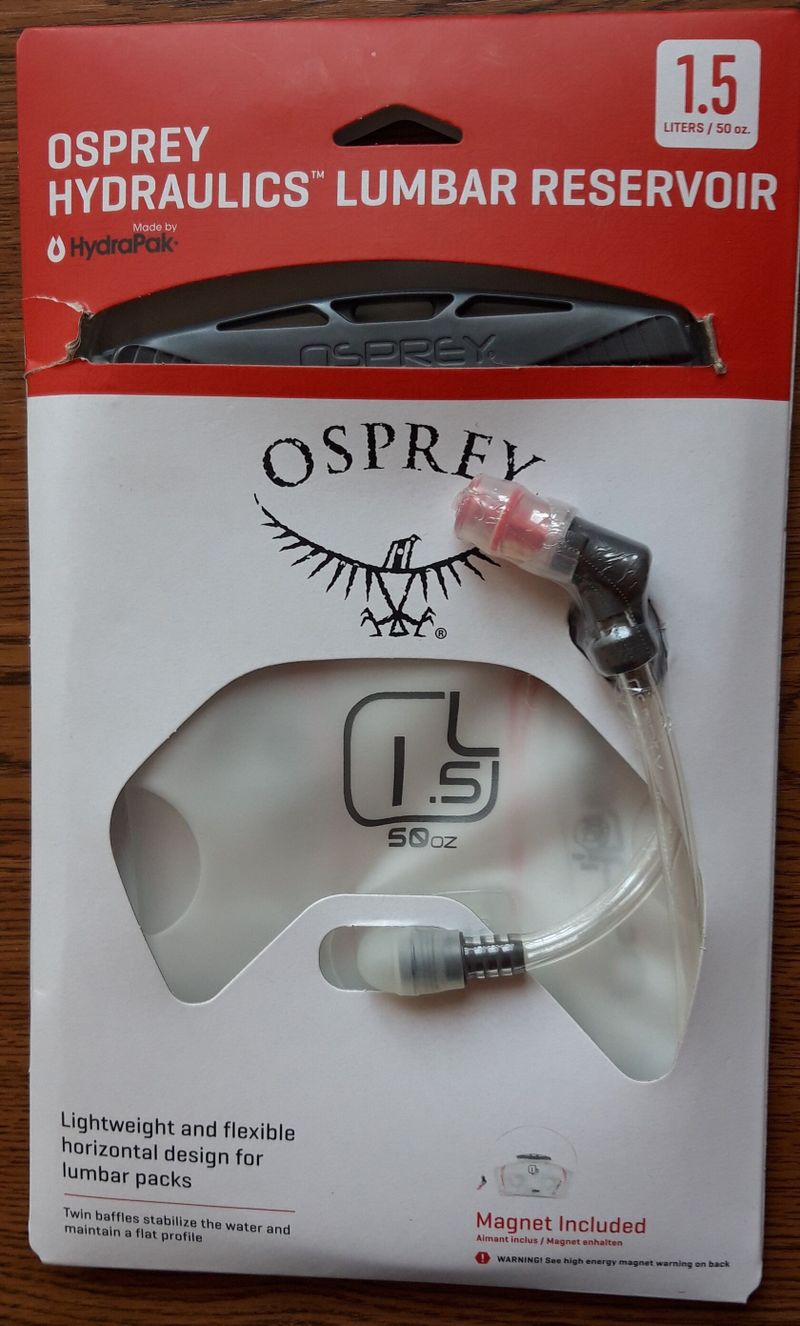 1.5
LITERS / 50 oz.
OSPREY
HYDRAULICS™ LUMBAR RESERVOIR
Made by
HydraPak
OSPREY
OSPREY
®
1.5L
50oz
Lightweight and flexible
horizontal design for
lumbar packs
Twin baffles stabilize the water and
maintain a flat profile
Magnet Included
Aimant inclus / Magnet enhalten
WARNING! See high energy magnet warning on back